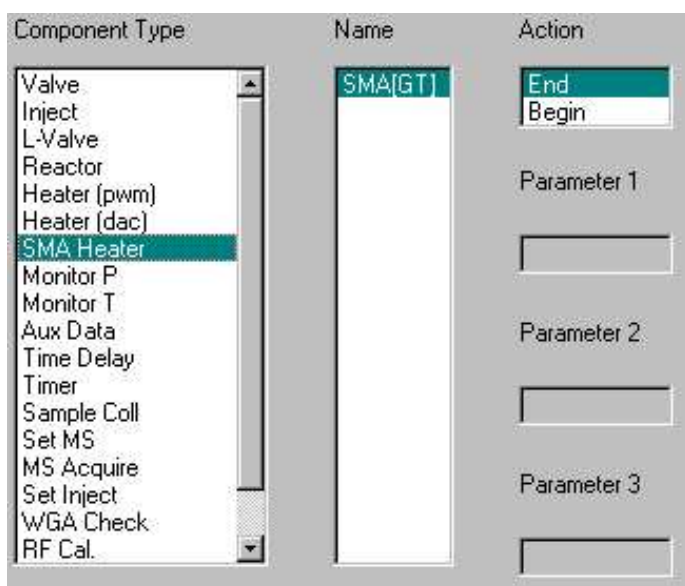 Component Type
Name
Action
Valve
Inject
L-Valve
Reactor
Heater (pwm)
Heater (dac)
SMA Heater
Monitor P
Monitor T
Aux Data
Time Delay
Timer
Sample Coll
Set MS
MS Acquire
Set Inject
WGA Check
RF Cal.
SMA[GT]
End
Begin
Parameter 1
Parameter 2
Parameter 3